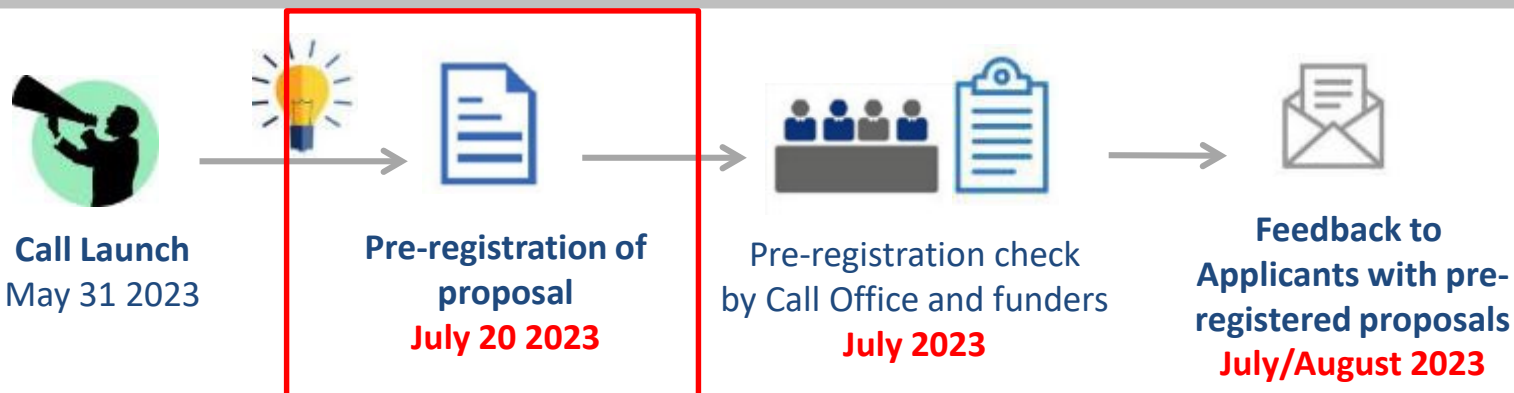 Call Launch
May 31 2023
Pre-registration of
proposal
July 20 2023
Pre-registration check
by Call Office and funders
July 2023
Feedback to
Applicants with pre-
registered proposals
July/August 2023